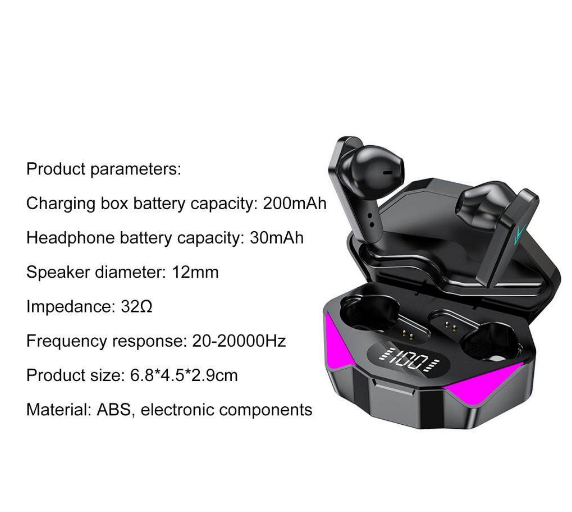 Product parameters:
Charging box battery capacity: 200mAh
Headphone battery capacity: 30mAh
Speaker diameter: 12mm
Impedance: 32Ω
Frequency response: 20-20000Hz
Product size: 6.8*4.5*2.9cm
Material: ABS, electronic components
100